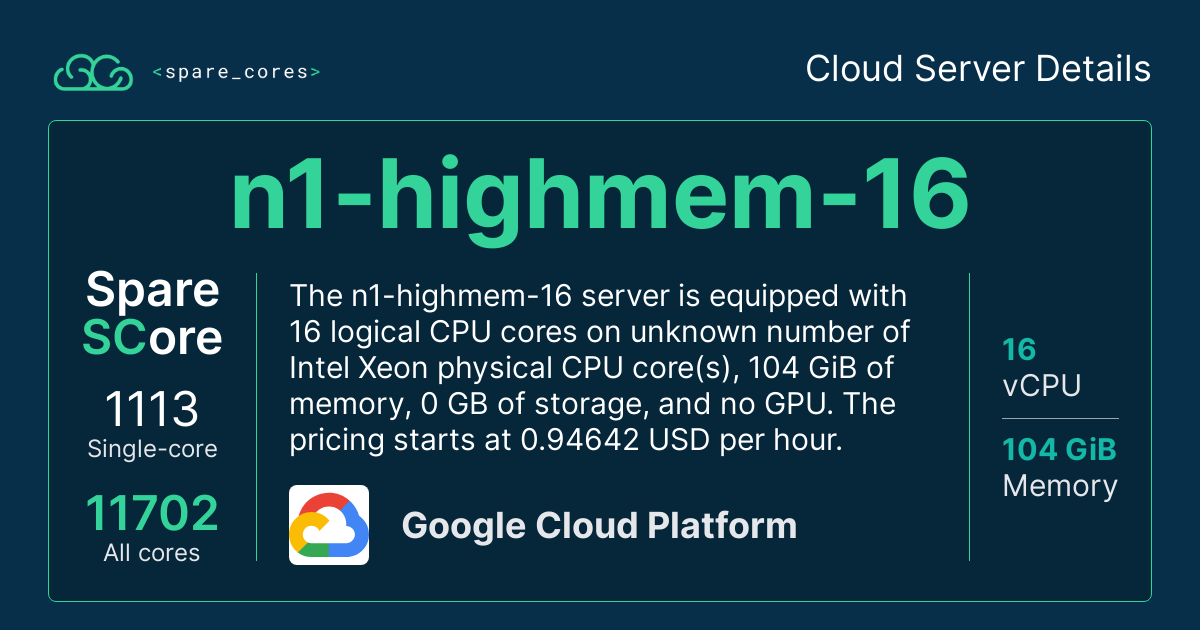 <spare_cores>
Cloud Server Details
n1-highmem-16
Spare
SCore
1113
Single-core
11702
All cores
The n1-highmem-16 server is equipped with
16 logical CPU cores on unknown number of
Intel Xeon physical CPU core(s), 104 GiB of
memory, 0 GB of storage, and no GPU. The
pricing starts at 0.94642 USD per hour.
Google Cloud Platform
16
vCPU
104 GiB
Memory